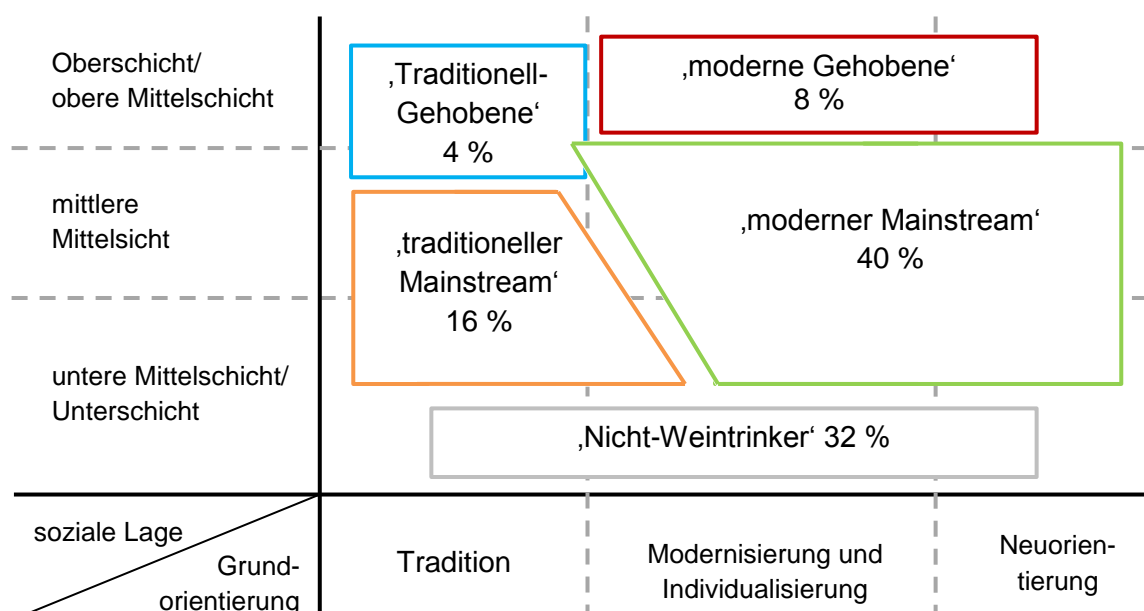 Oberschicht/
obere Mittelschicht
‚Traditionell-
Gehobene‘
4 %
‚moderne Gehobene‘
8 %
mittlere
Mittelsicht
‚traditioneller
Mainstream‘
16 %
‚moderner Mainstream‘
40 %
untere Mittelschicht/
Unterschicht
‚Nicht-Weintrinker‘ 32 %
soziale Lage
Grund-
orientierung
Tradition
Modernisierung und
Individualisierung
Neuorien-
tierung